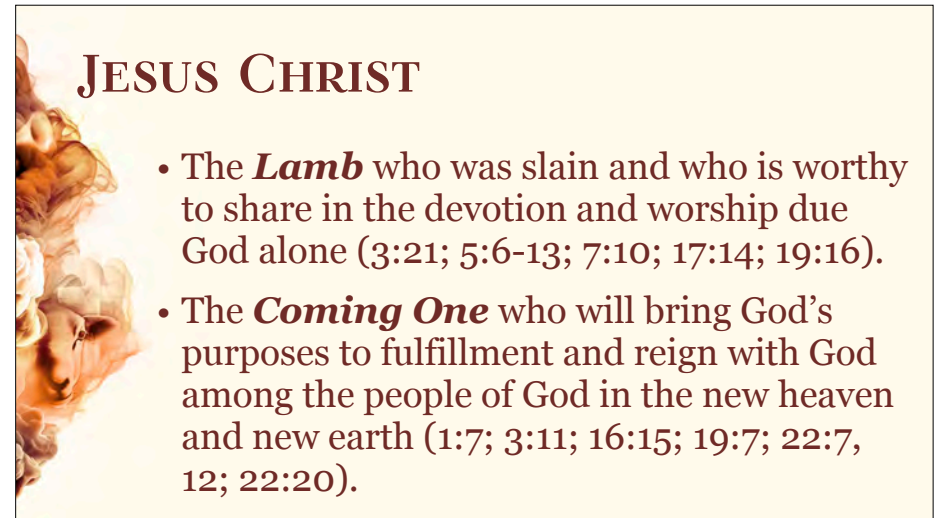 JESUS CHRIST
• The Lamb who was slain and who is worthy
to share in the devotion and worship due
God alone (3:21; 5:6-13; 7:10; 17:14; 19:16).
• The Coming One who will bring God’s
purposes to fulfillment and reign with God
among the people of God in the new heaven
and new earth (1:7; 3:11; 16:15; 19:7; 22:7,
12; 22:20).